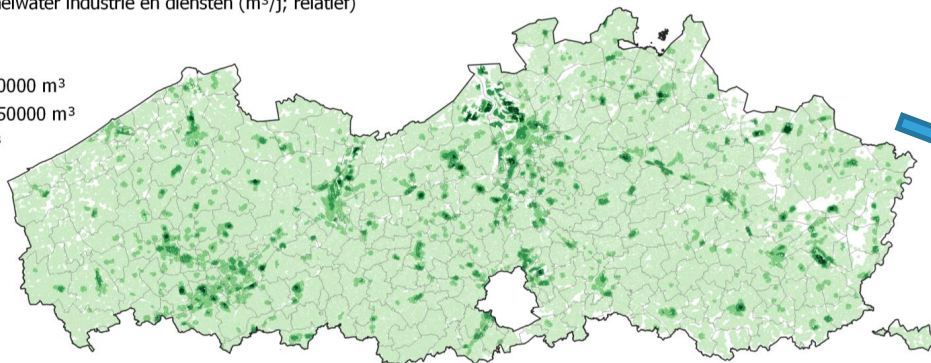 elwater industrie en diensten (m³/j; relatief)
0000 m³
50000 m³